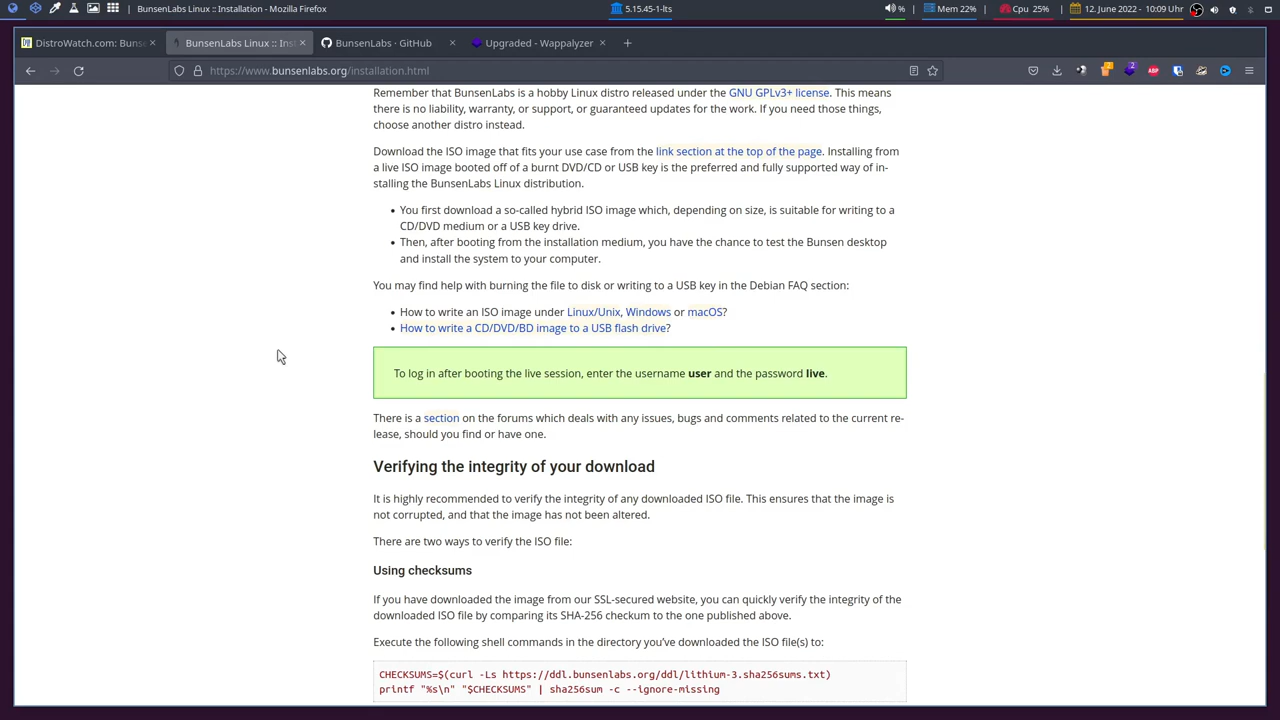 BunsenLabs Linux :: Installation - Mozilla Firefox
5.15.45-1-lts
%
Mem 22%
Cpu 25%
12. June 2022 - 10:09 Uhr
DistroWatch.com: Bunse
BunsenLabs Linux :: Inst
BunsenLabs · GitHub
Upgraded - Wappalyzer
https://www.bunsenlabs.org/installation.html
2
2
ABP
Remember that BunsenLabs is a hobby Linux distro released under the GNU GPLv3+ license. This means
there is no liability, warranty, or support, or guaranteed updates for the work. If you need those things,
choose another distro instead.
Download the ISO image that fits your use case from the link section at the top of the page. Installing from
a live ISO image booted off of a burnt DVD/CD or USB key is the preferred and fully supported way of in-
stalling the BunsenLabs Linux distribution.
• You first download a so-called hybrid ISO image which, depending on size, is suitable for writing to a
CD/DVD medium or a USB key drive.
• Then, after booting from the installation medium, you have the chance to test the Bunsen desktop
and install the system to your computer.
You may find help with burning the file to disk or writing to a USB key in the Debian FAQ section:
• How to write an ISO image under Linux/Unix, Windows or macOS?
• How to write a CD/DVD/BD image to a USB flash drive?
To log in after booting the live session, enter the username user and the password live.
There is a section on the forums which deals with any issues, bugs and comments related to the current re-
lease, should you find or have one.
Verifying the integrity of your download
It is highly recommended to verify the integrity of any downloaded ISO file. This ensures that the image is
not corrupted, and that the image has not been altered.
There are two ways to verify the ISO file:
Using checksums
If you have downloaded the image from our SSL-secured website, you can quickly verify the integrity of the
downloaded ISO file by comparing its SHA-256 checkum to the one published above.
Execute the following shell commands in the directory you've downloaded the ISO file(s) to:
CHECKSUMS=$(curl -Ls https://ddl.bunsenlabs.org/ddl/lithium-3.sha256sums.txt)
printf "%s\n" "$CHECKSUMS" | sha256sum -c --ignore-missing